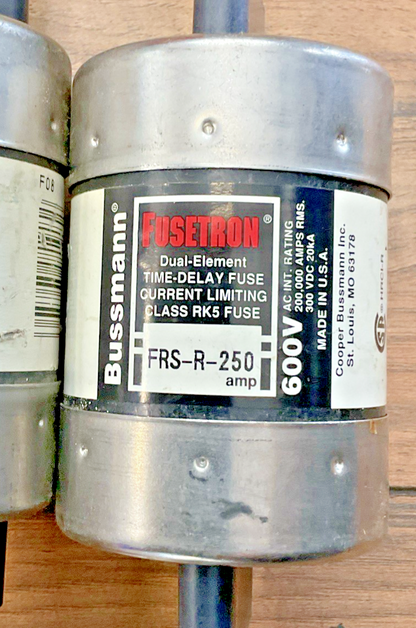 F08
Bussmann®
FUSETRON®
Dual-Element
TIME-DELAY FUSE
CURRENT LIMITING
CLASS RK5 FUSE
FRS-R-250
amp
600V
AC INT. RATING
200,000 AMPS RMS.
300 VDC 20kA
MADE IN U.S.A.
Cooper Bussmann Inc.
St. Louis, MO 63178